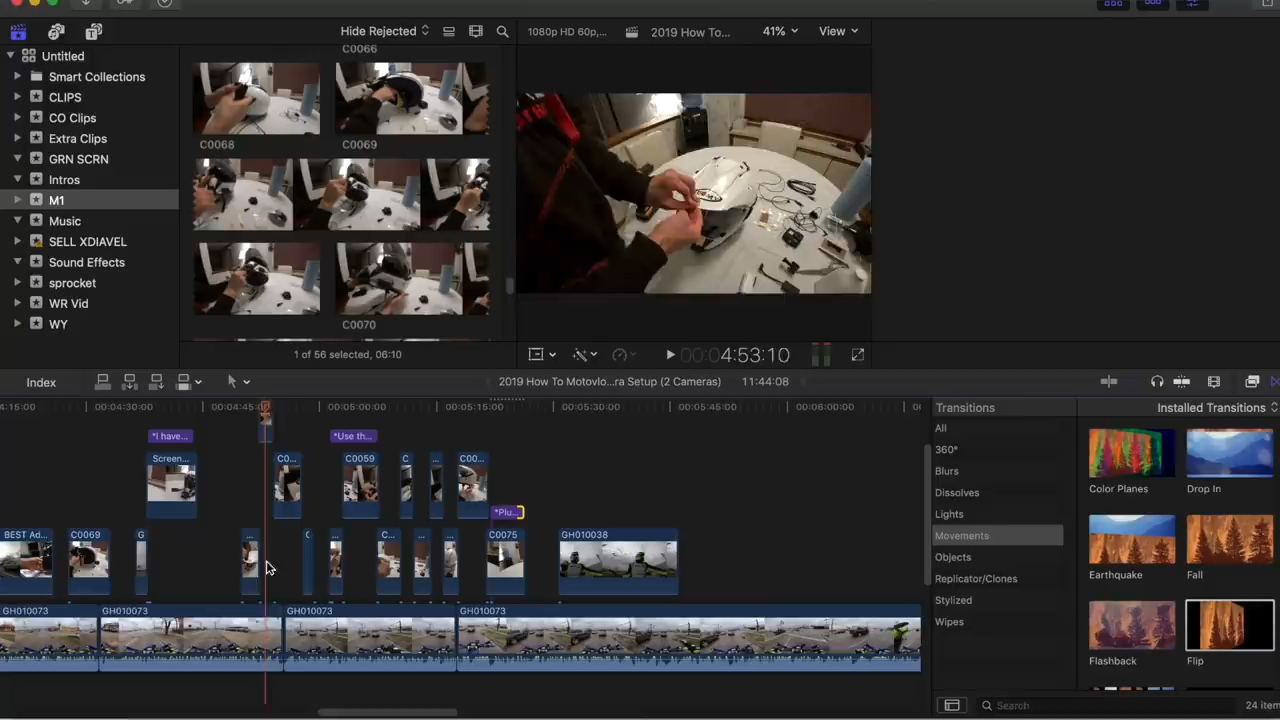 Hide Rejected
1080p HD 60p,...
2019 How To...
41%
View
Untitled
Smart Collections
CLIPS
CO Clips
Extra Clips
GRN SCRN
Intros
M1
Music
SELL XDIAVEL
Sound Effects
sprocket
WR Vid
WY
C0066
C0068
C0069
C0070
1 of 56 selected, 06:10
00:04:53:10
Index
2019 How To Motovlo...ra Setup (2 Cameras)
11:44:08
4:15:00
00:04:30:00
00:04:45:00
00:05:00:00
00:05:15:00
00:05:30:00
00:05:45:00
00:06:00:00
00:
*I have...
*Use th...
Screen...
C0...
C0059
C
...
C00...
*Plu...
BEST Ad...
C0069
G
...
C
...
C...
...
...
C0075
GH010038
GH010073
GH010073
GH010073
GH010073
Transitions
Installed Transitions
All
360°
Blurs
Dissolves
Lights
Movements
Objects
Replicator/Clones
Stylized
Wipes
Color Planes
Drop In
Earthquake
Fall
Flashback
Flip
Search
24 item